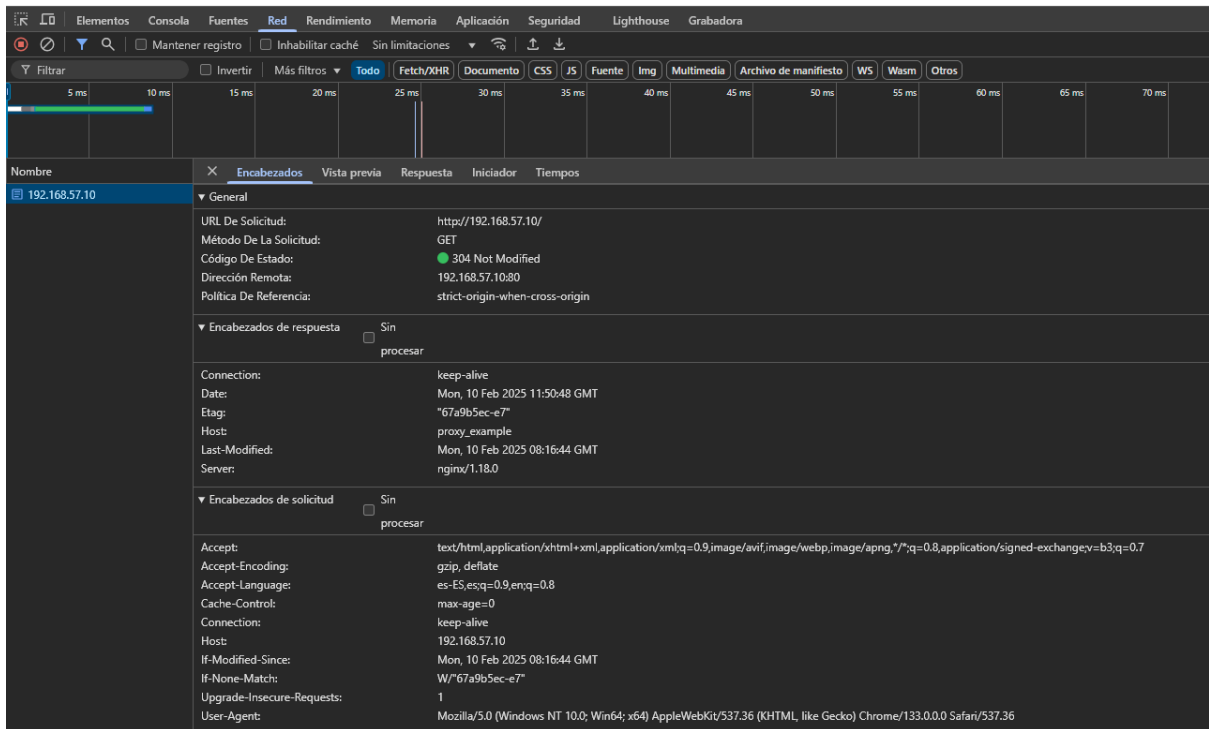 Elementos Consola Fuentes Red Rendimiento Memoria Aplicación Seguridad Lighthouse Grabadora
Mantener registro Inhabilitar caché Sin limitaciones
Filtrar Invertir Más filtros Todo Fetch/XHR Documento CSS JS Fuente Img Multimedia Archivo de manifiesto WS Wasm Otros
5 ms 10 ms 15 ms 20 ms 25 ms 30 ms 35 ms 40 ms 45 ms 50 ms 55 ms 60 ms 65 ms 70 ms
Nombre Encabezados Vista previa Respuesta Iniciador Tiempos
192.168.57.10 General
URL De Solicitud: http://192.168.57.10/
Método De La Solicitud: GET
Código De Estado: 304 Not Modified
Dirección Remota: 192.168.57.10:80
Política De Referencia: strict-origin-when-cross-origin
Encabezados de respuesta Sin
procesar
Connection: keep-alive
Date: Mon, 10 Feb 2025 11:50:48 GMT
Etag: "67a9b5ec-e7"
Host: proxy_example
Last-Modified: Mon, 10 Feb 2025 08:16:44 GMT
Server: nginx/1.18.0
Encabezados de solicitud Sin
procesar
Accept: text/html,application/xhtml+xml,application/xml;q=0.9,image/avif,image/webp,image/apng,*/*;q=0.8,application/signed-exchange;v=b3;q=0.7
Accept-Encoding: gzip, deflate
Accept-Language: es-ES,es;q=0.9,en;q=0.8
Cache-Control: max-age=0
Connection: keep-alive
Host: 192.168.57.10
If-Modified-Since: Mon, 10 Feb 2025 08:16:44 GMT
If-None-Match: W/"67a9b5ec-e7"
Upgrade-Insecure-Requests: 1
User-Agent: Mozilla/5.0 (Windows NT 10.0; Win64; x64) AppleWebKit/537.36 (KHTML, like Gecko) Chrome/133.0.0.0 Safari/537.36